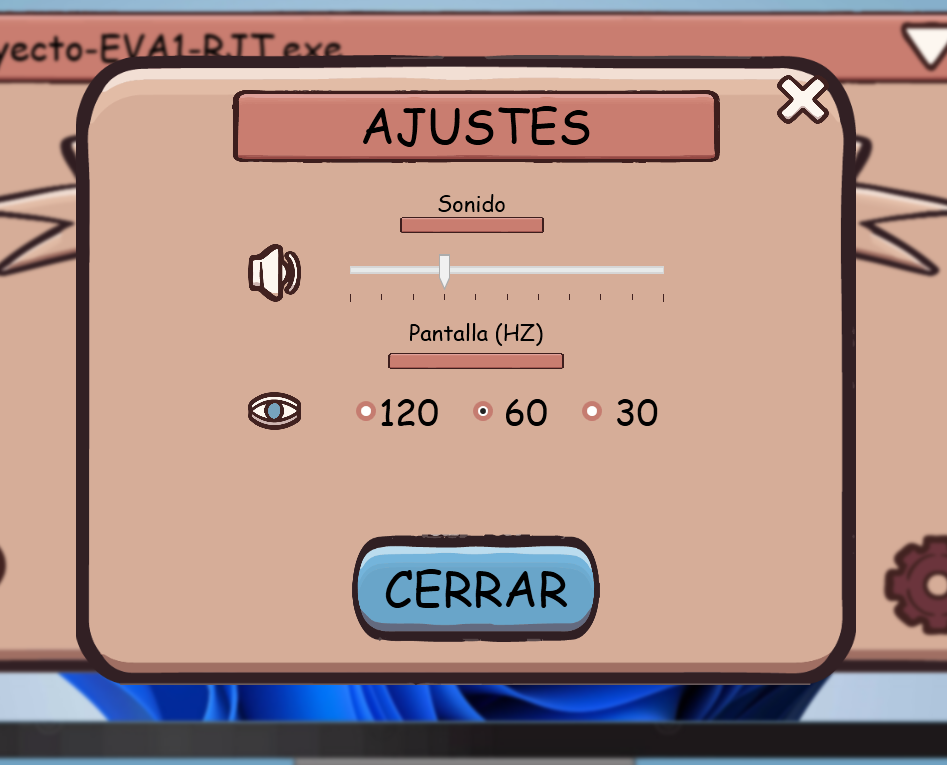 yecto-EVA1-RJT.exe
AJUSTES
Sonido
Pantalla (HZ)
120 60 30
CERRAR